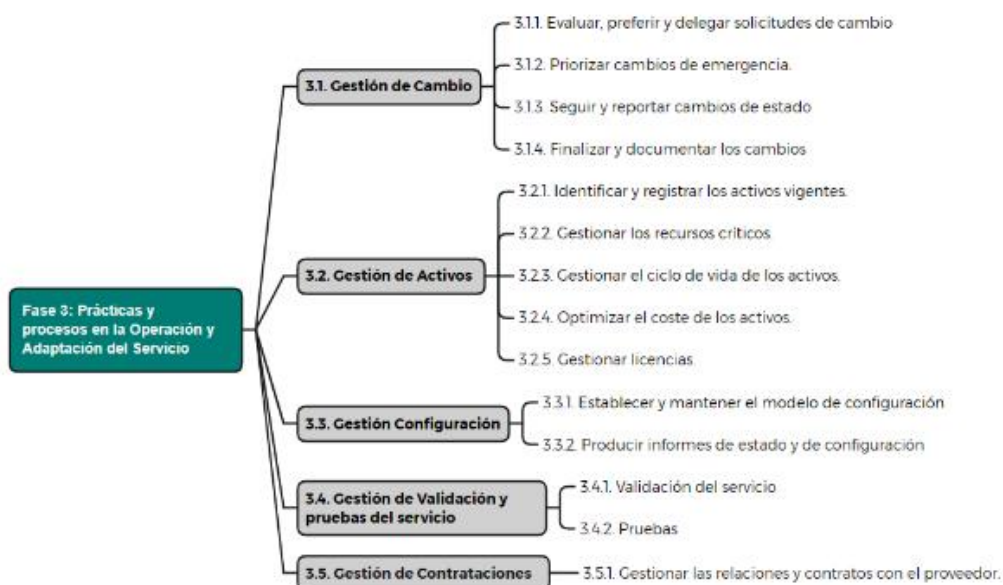 Fase 3: Prácticas y
procesos en la Operación y
Adaptación del Servicio
3.1. Gestión de Cambio
3.1.1. Evaluar, preferir y delegar solicitudes de cambio
3.1.2. Priorizar cambios de emergencia.
3.1.3. Seguir y reportar cambios de estado
3.1.4. Finalizar y documentar los cambios
3.2. Gestión de Activos
3.2.1. Identificar y registrar los activos vigentes.
3.2.2. Gestionar los recursos críticos
3.2.3. Gestionar el ciclo de vida de los activos.
3.2.4. Optimizar el coste de los activos.
3.2.5. Gestionar licencias
3.3. Gestión Configuración
3.3.1. Establecer y mantener el modelo de configuración
3.3.2. Producir informes de estado y de configuración
3.4. Gestión de Validación y
pruebas del servicio
3.4.1. Validación del servicio
3.4.2. Pruebas
3.5. Gestión de Contrataciones
3.5.1. Gestionar las relaciones y contratos con el proveedor.